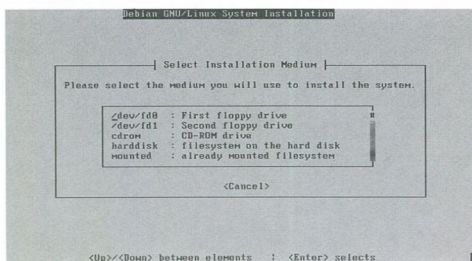 Debian GNU/Linux System Installation
Select Installation Medium
Please select the medium you will use to install the system.
/dev/fd0 : First floppy drive
/dev/fd1 : Second floppy drive
cdrom : CD-ROM drive
harddisk : filesystem on the hard disk
mounted : already mounted filesystem
<Cancel>
<Up>/<Down> between elements | <Enter> selects